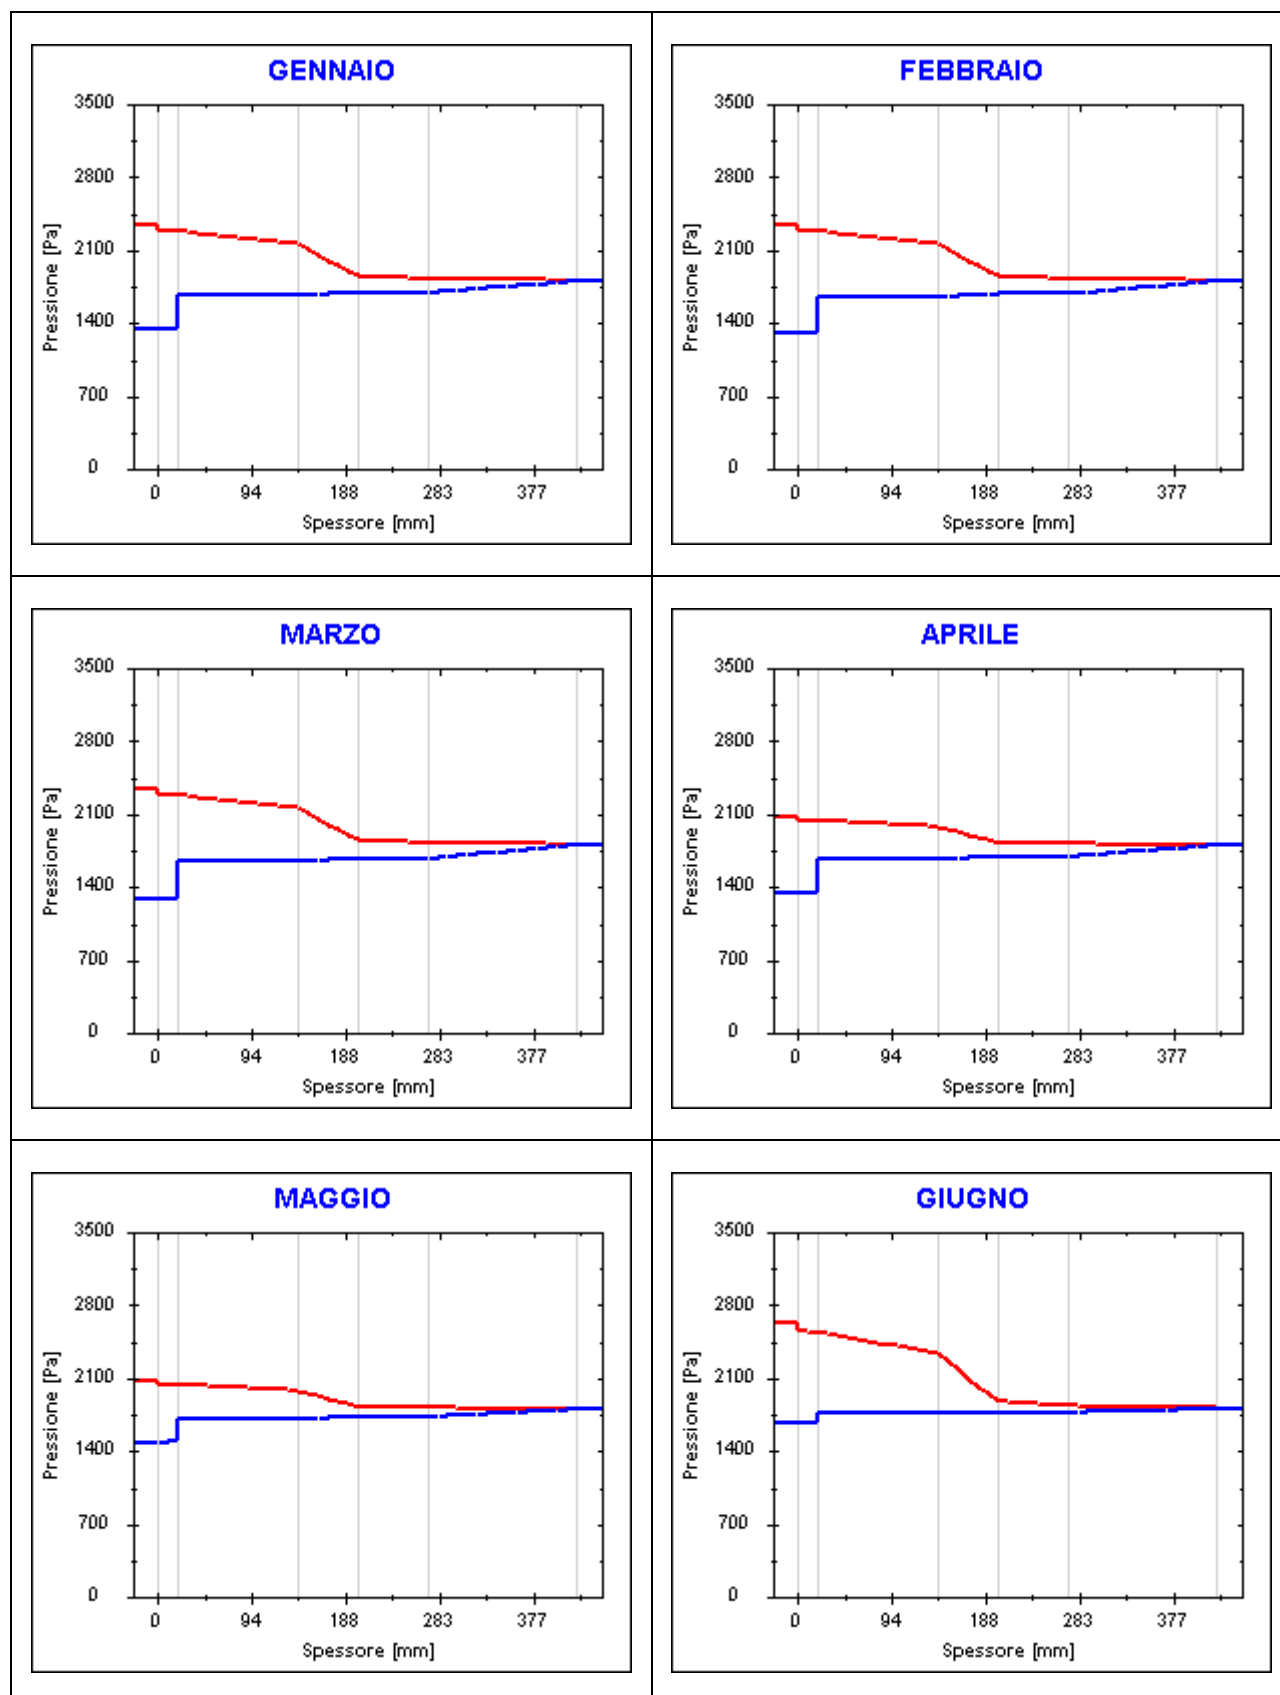 GENNAIO
3500
2800
2100
1400
700
0
Pressione [Pa]
0 94 188 283 377
Spessore [mm]
FEBBRAIO
3500
2800
2100
1400
700
0
Pressione [Pa]
0 94 188 283 377
Spessore [mm]
MARZO
3500
2800
2100
1400
700
0
Pressione [Pa]
0 94 188 283 377
Spessore [mm]
APRILE
3500
2800
2100
1400
700
0
Pressione [Pa]
0 94 188 283 377
Spessore [mm]
MAGGIO
3500
2800
2100
1400
700
0
Pressione [Pa]
0 94 188 283 377
Spessore [mm]
GIUGNO
3500
2800
2100
1400
700
0
Pressione [Pa]
0 94 188 283 377
Spessore [mm]